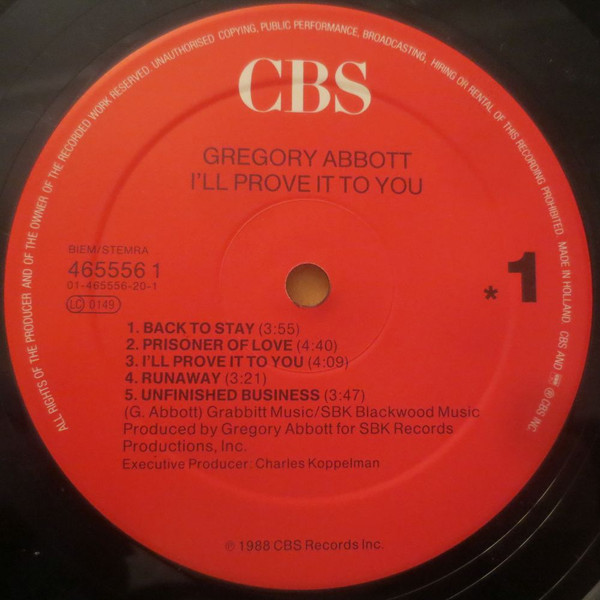 ALL RIGHTS OF THE PRODUCER AND OF THE OWNER OF THE RECORDED WORK RESERVED. UNAUTHORISED COPYING, PUBLIC PERFORMANCE, BROADCASTING, HIRING OR RENTAL OF THIS RECORDING PROHIBITED. MADE IN HOLLAND CBS AND ℗ CBS INC.
CBS
GREGORY ABBOTT
I'LL PROVE IT TO YOU
BIEM/STEMRA
465556 1
01-465556-20-1
LC 0149
*1
1. BACK TO STAY (3:55)
2. PRISONER OF LOVE (4:40)
3. I'LL PROVE IT TO YOU (4:09)
4. RUNAWAY (3:21)
5. UNFINISHED BUSINESS (3:47)
(G. Abbott) Grabbitt Music/SBK Blackwood Music
Produced by Gregory Abbott for SBK Records
Productions, Inc.
Executive Producer: Charles Koppelman
℗ 1988 CBS Records Inc.